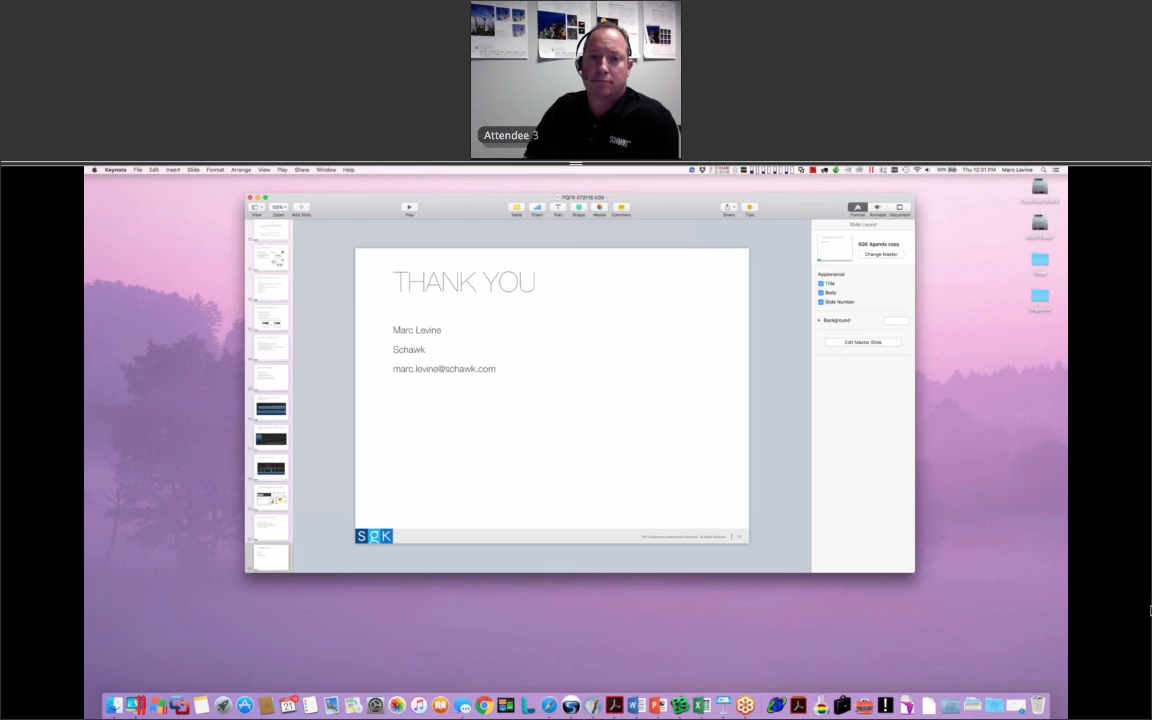 Attendee 3
SCHAWK
Keynote File Edit Insert Slide Format Arrange View Play Share Window Help
Thu 12:31 PM Marc Levine
View Zoom Add Slide Play Table Chart Text Shape Media Comment Share Tips Format Animate Document
Slide Layout
SGK Agenda copy
Change Master
Appearance
Title
Body
Slide Number
Background
Edit Master Slide
THANK YOU
Marc Levine
Schawk
marc.levine@schawk.com
SGK